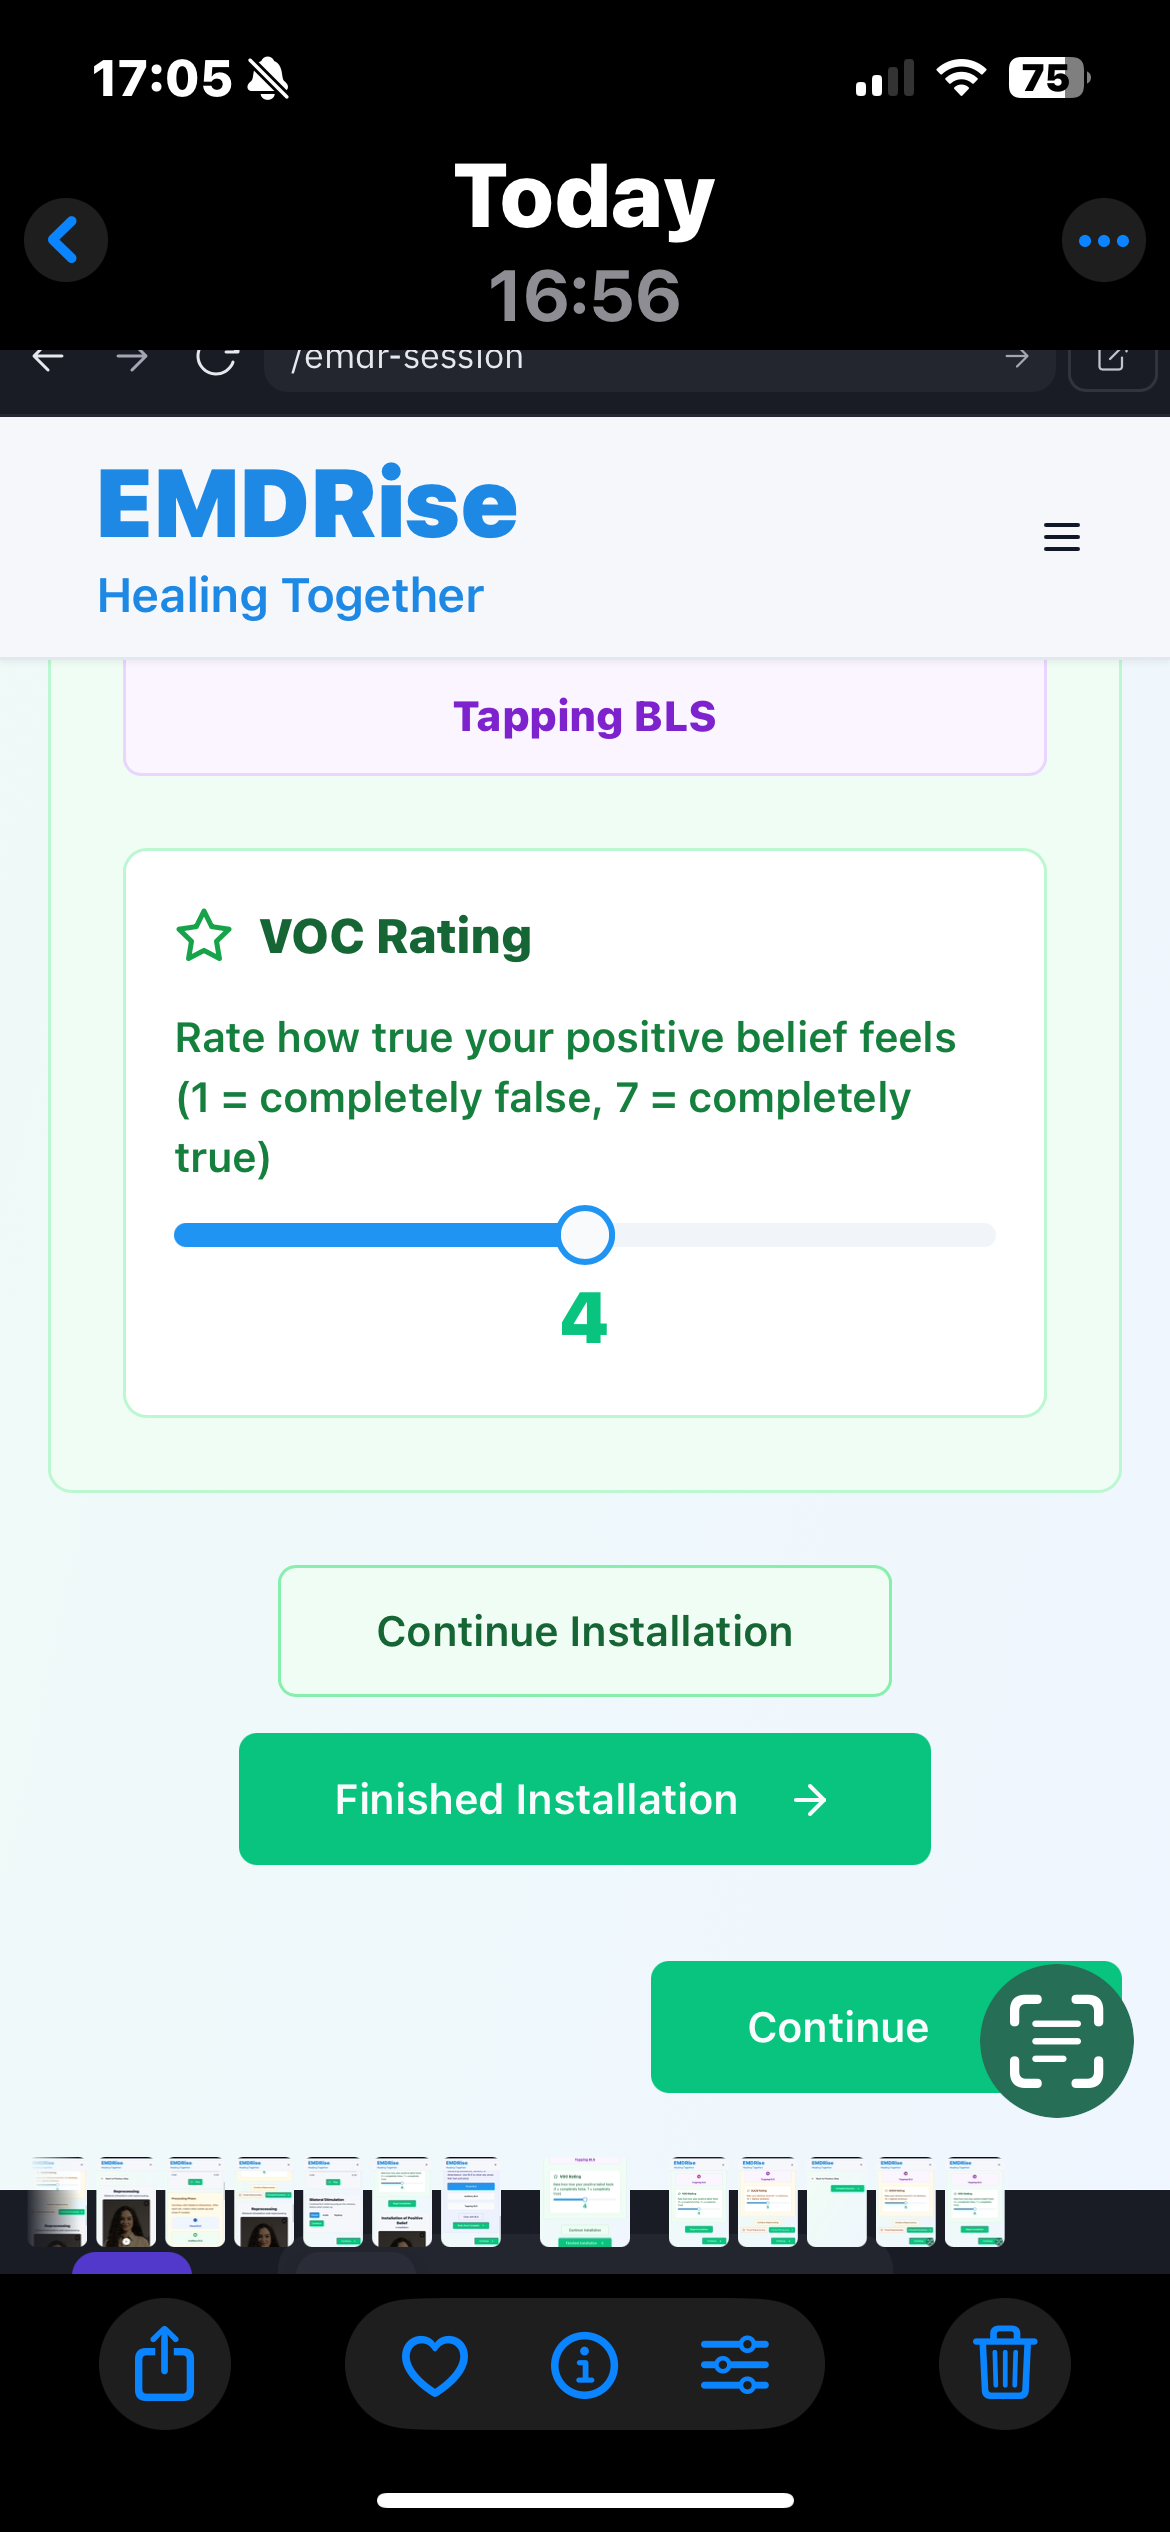 17:05
75
Today
16:56
/emdr-session
EMDRise
Healing Together
Tapping BLS
VOC Rating
Rate how true your positive belief feels
(1 = completely false, 7 = completely
true)
4
Continue Installation
Finished Installation →
Continue